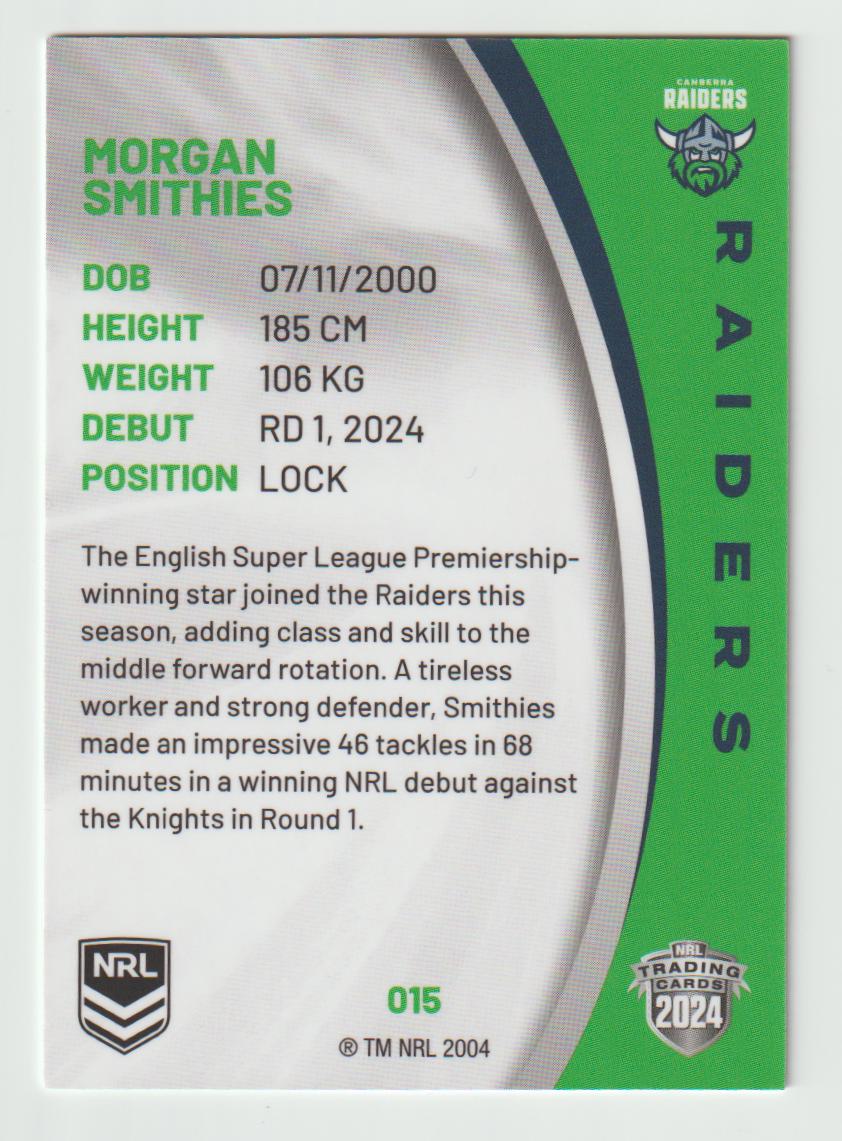 CANBERRA
RAIDERS
RAIDERS
MORGAN
SMITHIES
DOB 07/11/2000
HEIGHT 185 CM
WEIGHT 106 KG
DEBUT RD 1, 2024
POSITION LOCK
The English Super League Premiership-
winning star joined the Raiders this
season, adding class and skill to the
middle forward rotation. A tireless
worker and strong defender, Smithies
made an impressive 46 tackles in 68
minutes in a winning NRL debut against
the Knights in Round 1.
NRL
015
® TM NRL 2004
NRL
TRADING
CARDS
2024